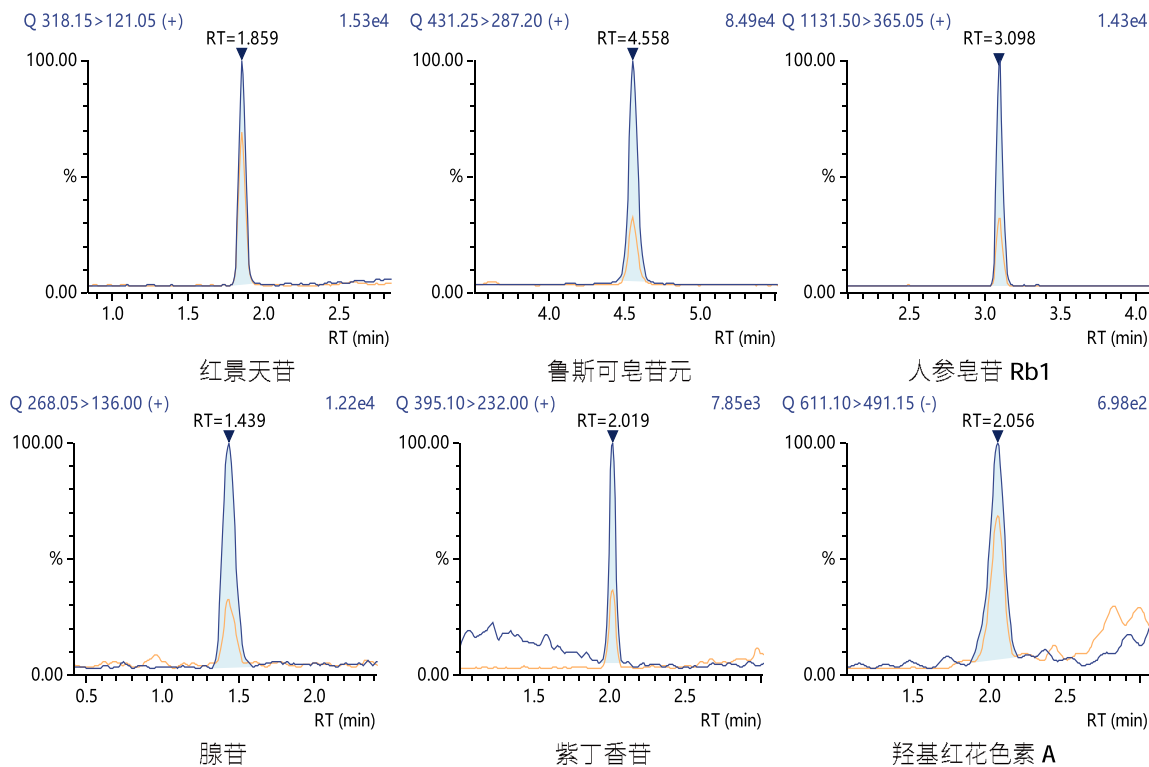 Q 318.15>121.05 (+) 1.53e4
RT=1.859
100.00
%
0.00
1.0 1.5 2.0 2.5
RT (min)
红景天苷
Q 431.25>287.20 (+) 8.49e4
RT=4.558
100.00
%
0.00
4.0 4.5 5.0
RT (min)
鲁斯可皂苷元
Q 1131.50>365.05 (+) 1.43e4
RT=3.098
100.00
%
0.00
2.5 3.0 3.5 4.0
RT (min)
人参皂苷 Rb1
Q 268.05>136.00 (+) 1.22e4
RT=1.439
100.00
%
0.00
0.5 1.0 1.5 2.0
RT (min)
腺苷
Q 395.10>232.00 (+) 7.85e3
RT=2.019
100.00
%
0.00
1.5 2.0 2.5
RT (min)
紫丁香苷
Q 611.10>491.15 (-) 6.98e2
RT=2.056
100.00
%
0.00
1.5 2.0 2.5
RT (min)
羟基红花色素 A